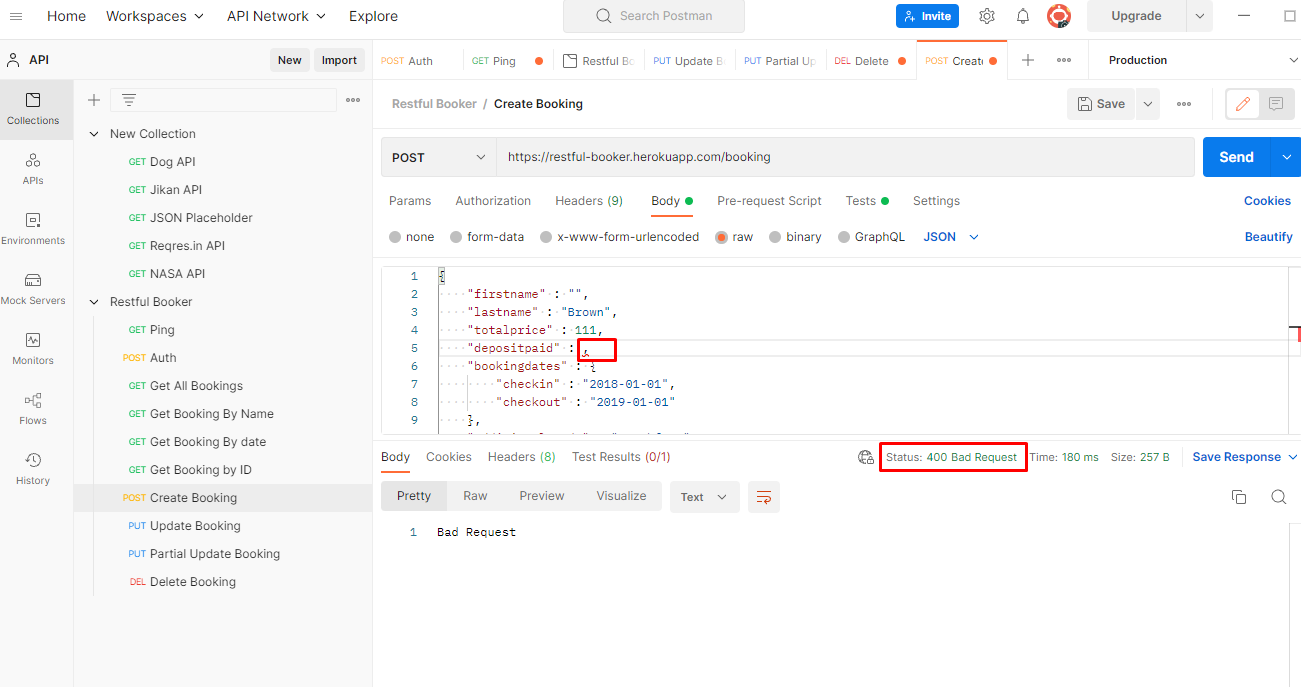 Home Workspaces API Network Explore Search Postman Invite Upgrade
API New Import POST Auth GET Ping Restful Bo PUT Update B PUT Partial Up DEL Delete POST Creat Production
Restful Booker / Create Booking Save
Collections
APIs
Environments
Mock Servers
Monitors
Flows
History
New Collection
GET Dog API
GET Jikan API
GET JSON Placeholder
GET Reqres.in API
GET NASA API
Restful Booker
GET Ping
POST Auth
GET Get All Bookings
GET Get Booking By Name
GET Get Booking By date
GET Get Booking by ID
POST Create Booking
PUT Update Booking
PUT Partial Update Booking
DEL Delete Booking
POST https://restful-booker.herokuapp.com/booking Send
Params Authorization Headers (9) Body Pre-request Script Tests Settings Cookies
none form-data x-www-form-urlencoded raw binary GraphQL JSON Beautify
1 {
2 "firstname" : "",
3 "lastname" : "Brown",
4 "totalprice" : 111,
5 "depositpaid" : ,
6 "bookingdates" : {
7 "checkin" : "2018-01-01",
8 "checkout" : "2019-01-01"
9 },
Body Cookies Headers (8) Test Results (0/1) Status: 400 Bad Request Time: 180 ms Size: 257 B Save Response
Pretty Raw Preview Visualize Text
1 Bad Request